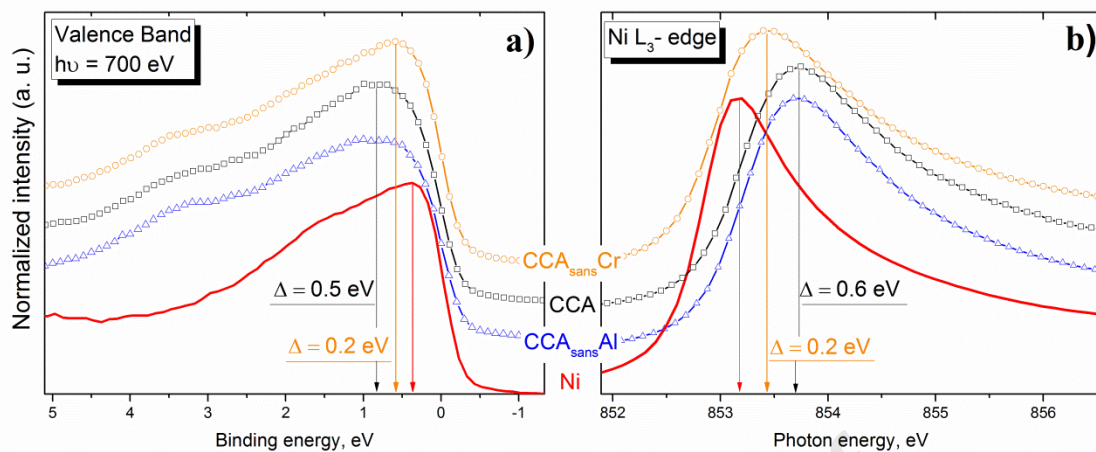 Normalized intensity (a. u.)
Valence Band
hυ = 700 eV
a)
Δ = 0.5 eV
Δ = 0.2 eV
5 4 3 2 1 0 -1
Binding energy, eV
CCAsansCr
CCA
CCAsansAl
Ni
Ni L3- edge
b)
Δ = 0.6 eV
Δ = 0.2 eV
852 853 854 855 856
Photon energy, eV